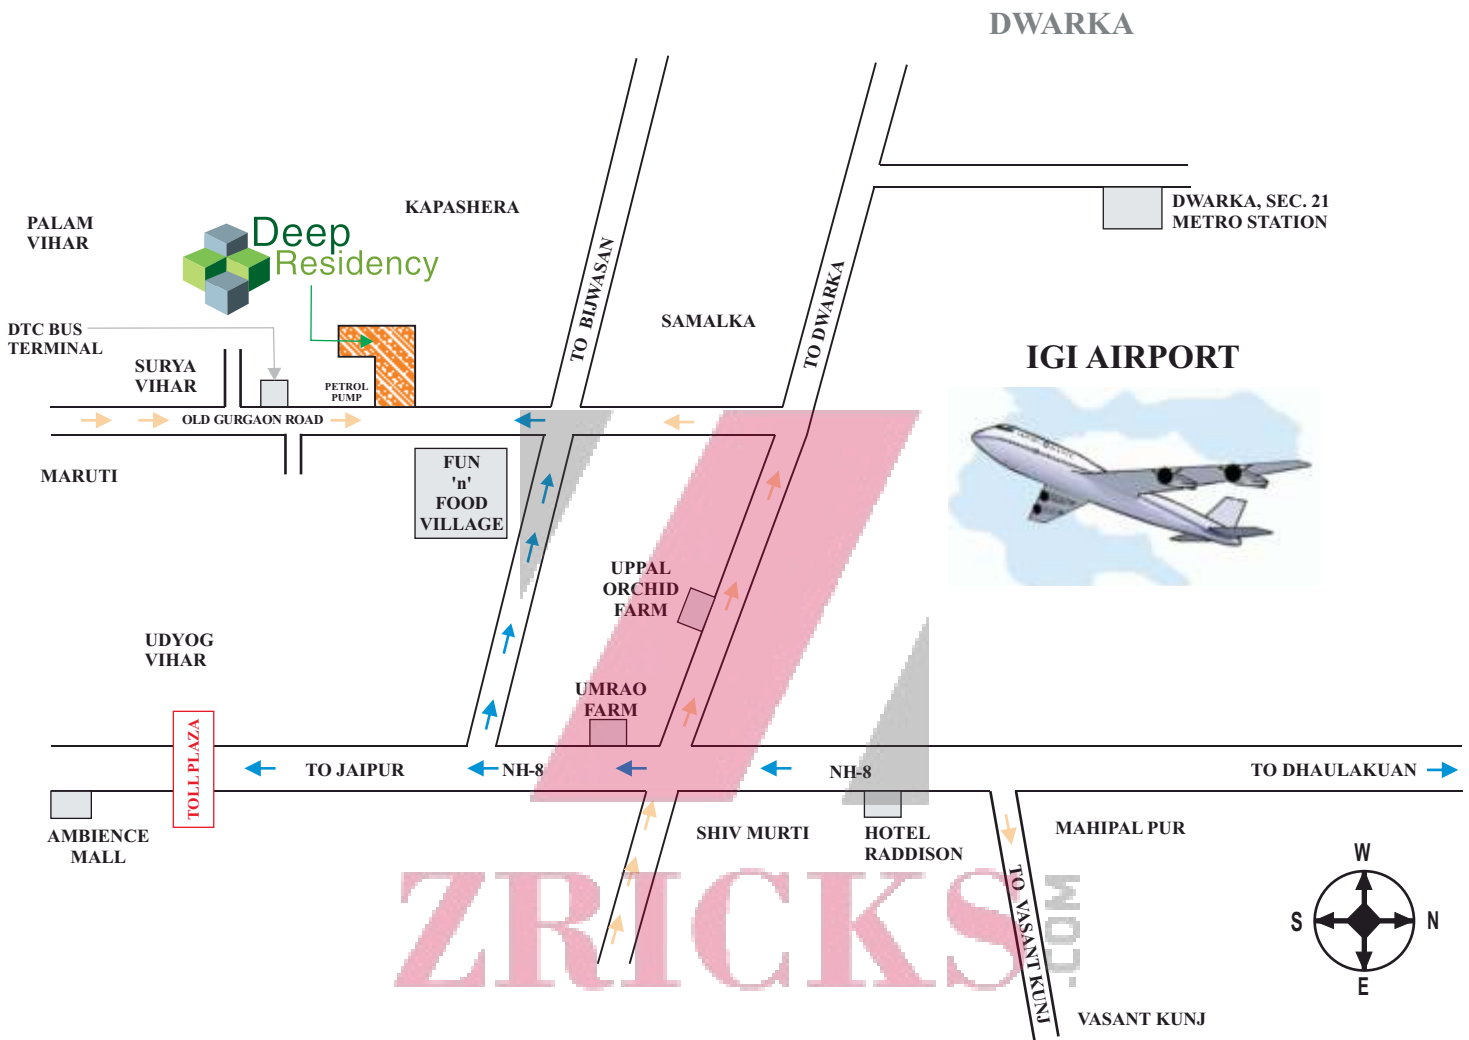 DWARKA
KAPASHERA
PALAM
VIHAR
Deep
Residency
DWARKA, SEC. 21
METRO STATION
TO BIJWASAN
TO DWARKA
SAMALKA
DTC BUS
TERMINAL
SURYA
VIHAR
PETROL
PUMP
IGI AIRPORT
OLD GURGAON ROAD
MARUTI
FUN
'n'
FOOD
VILLAGE
UPPAL
ORCHID
FARM
UDYOG
VIHAR
UMRAO
FARM
TOLL PLAZA
TO JAIPUR
NH-8
NH-8
TO DHAULAKUAN
AMBIENCE
MALL
SHIV MURTI
HOTEL
RADDISON
MAHIPAL PUR
TO VASANT KUNJ
VASANT KUNJ
W
S
N
E
ZRICKS
.COM